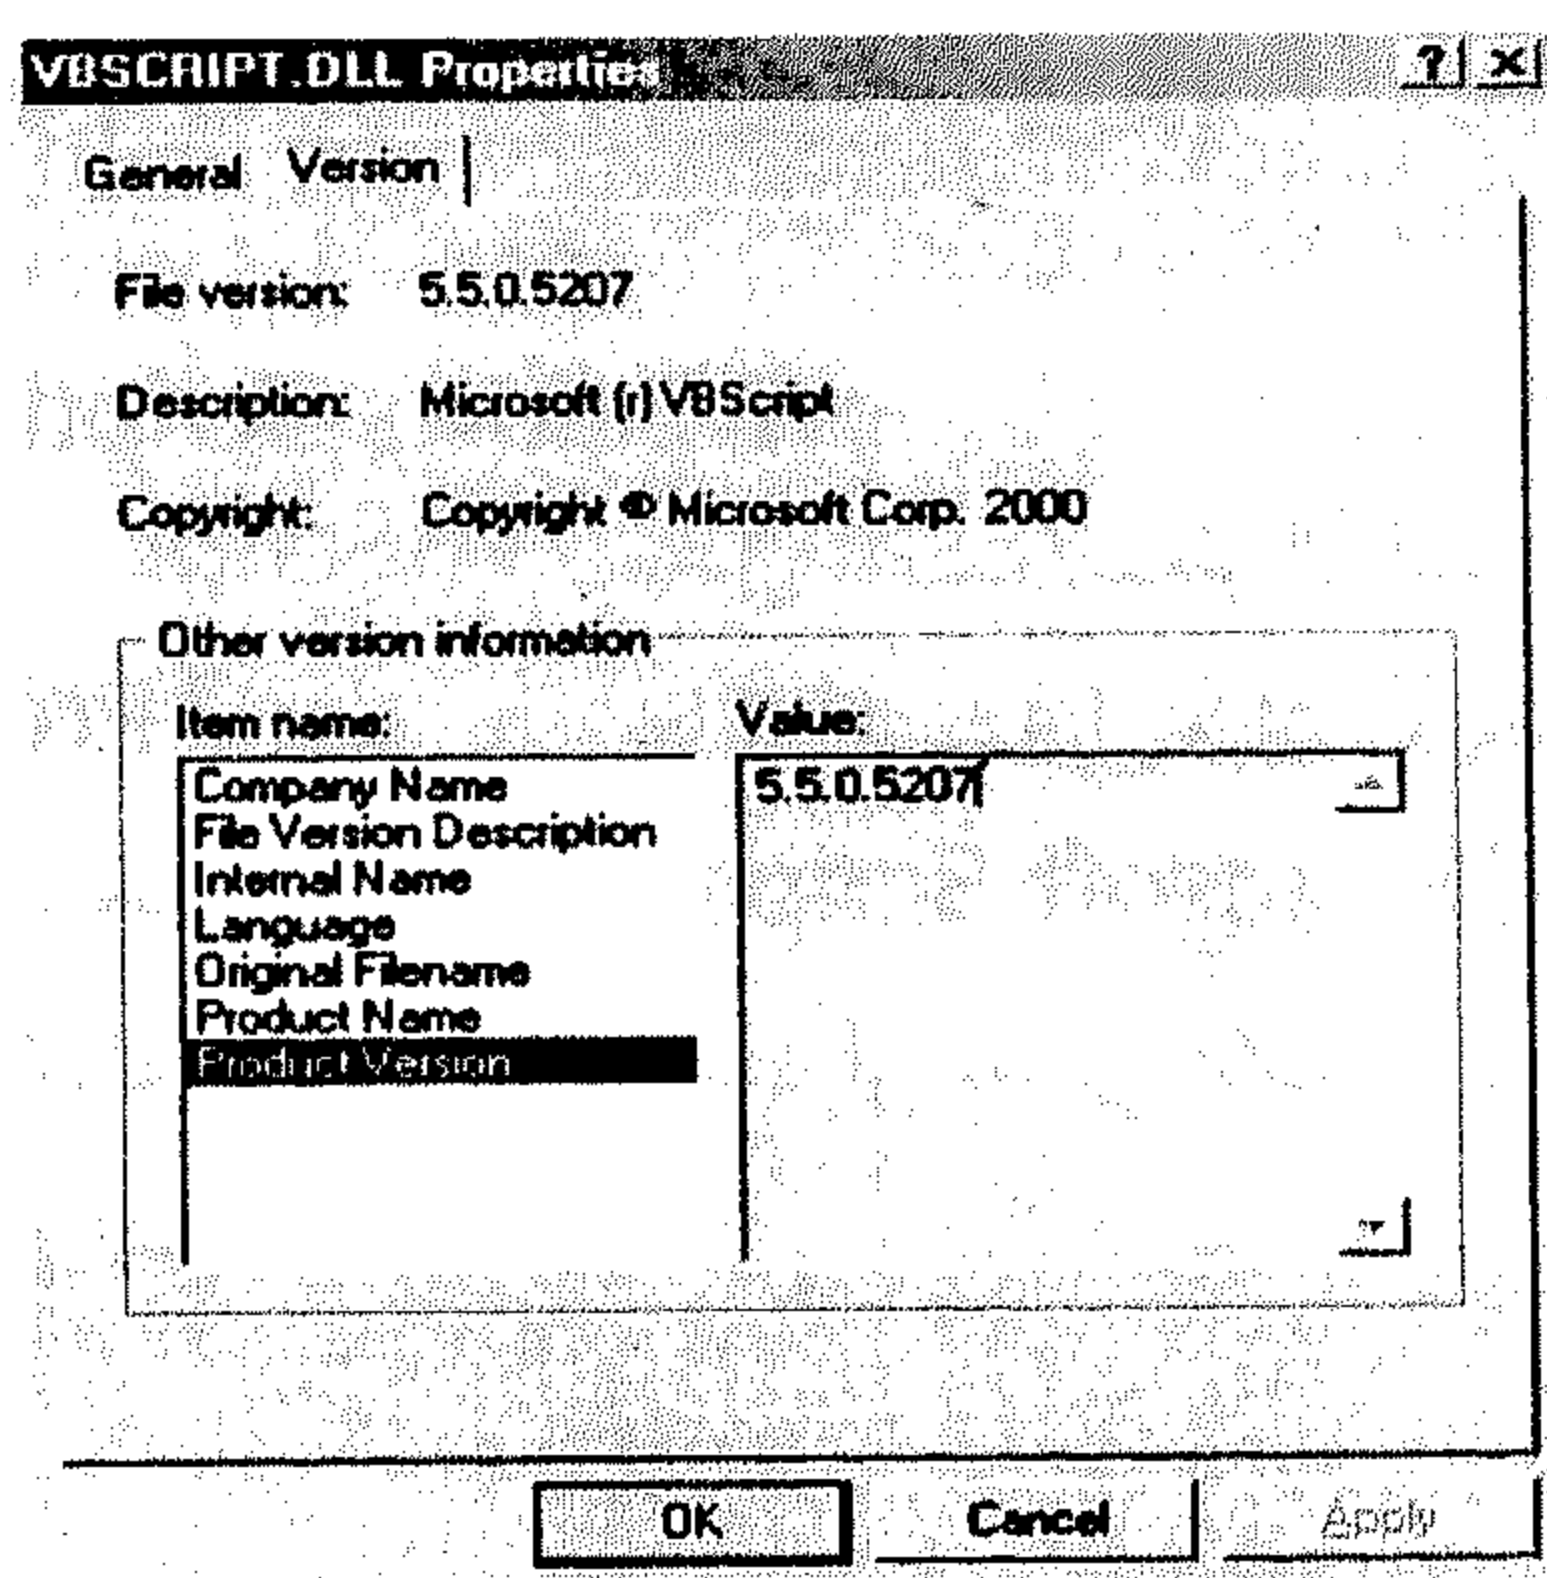 VBSCRIPT.DLL Properties ? ×
General Version
File version: 5.5.0.5207
Description: Microsoft (r) VBScript
Copyright: Copyright © Microsoft Corp. 2000
Other version information
Item name: Value:
Company Name 5.5.0.5207
File Version Description
Internal Name
Language
Original Filename
Product Name
Product Version
OK Cancel Apply